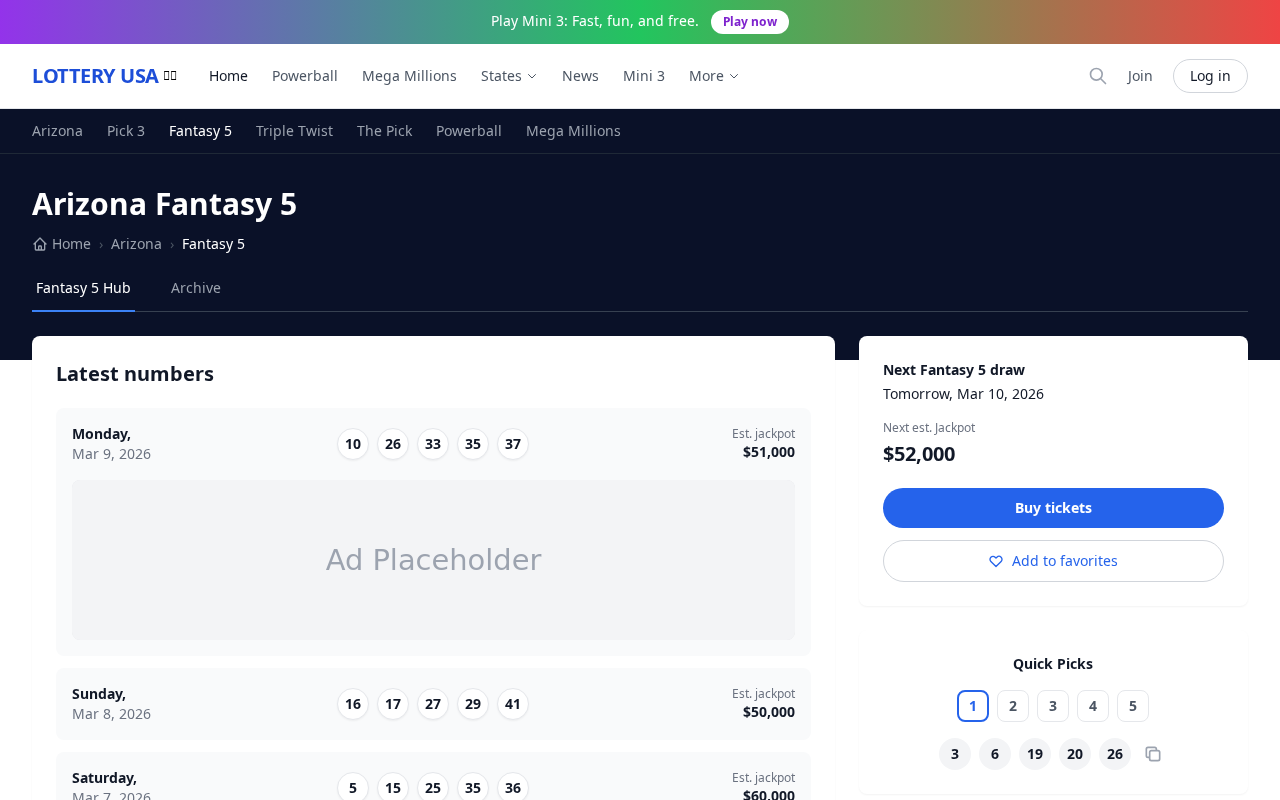 Play Mini 3: Fast, fun, and free. Play now
LOTTERY USA Home Powerball Mega Millions States News Mini 3 More Join Log in
Arizona Pick 3 Fantasy 5 Triple Twist The Pick Powerball Mega Millions
Arizona Fantasy 5
Home › Arizona › Fantasy 5
Fantasy 5 Hub Archive
Latest numbers
Monday,
Mar 9, 2026
10 26 33 35 37
Est. jackpot
$51,000
Ad Placeholder
Sunday,
Mar 8, 2026
16 17 27 29 41
Est. jackpot
$50,000
Saturday,
Mar 7, 2026
5 15 25 35 36
Est. jackpot
$60,000
Next Fantasy 5 draw
Tomorrow, Mar 10, 2026
Next est. Jackpot
$52,000
Buy tickets
Add to favorites
Quick Picks
1 2 3 4 5
3 6 19 20 26